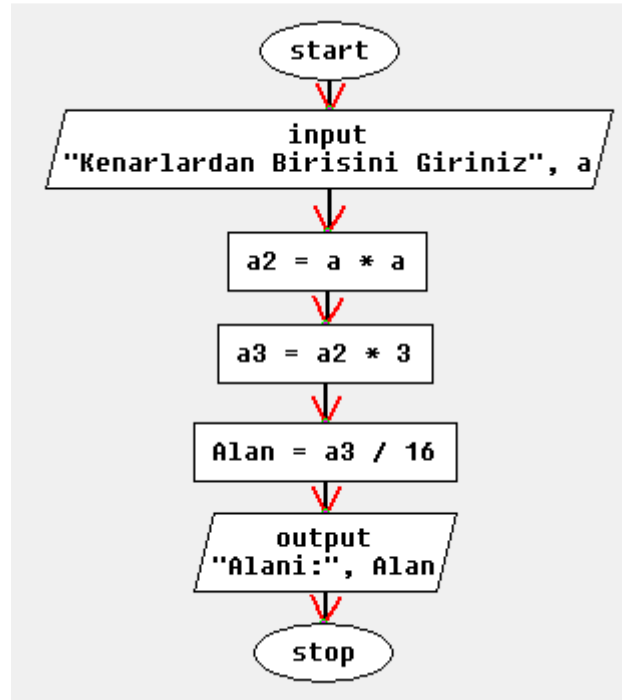 start
input
"Kenarlardan Birisini Giriniz", a
a2 = a * a
a3 = a2 * 3
Alan = a3 / 16
output
"Alani:", Alan
stop